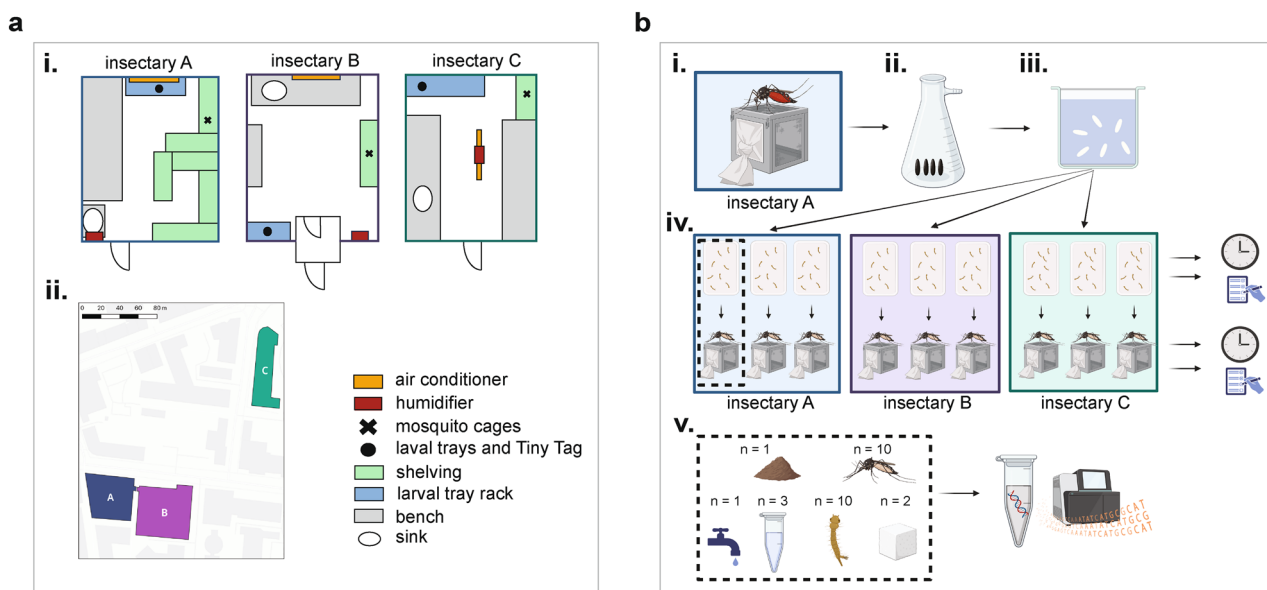 a
i.
insectary A
insectary B
insectary C
ii.
0 20 40 60 80 m
C
A
B
air conditioner
humidifier
mosquito cages
laval trays and Tiny Tag
shelving
larval tray rack
bench
sink
b
i.
ii.
iii.
insectary A
iv.
insectary A
insectary B
insectary C
v.
n = 1
n = 10
n = 1
n = 3
n = 10
n = 2